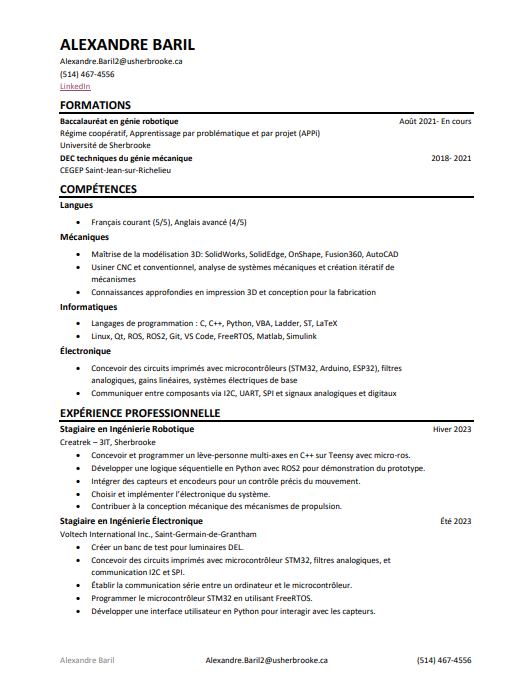 ALEXANDRE BARIL
Alexandre.Baril2@usherbrooke.ca
(514) 467-4556
LinkedIn
FORMATIONS
Baccalauréat en génie robotique Août 2021- En cours
Régime coopératif, Apprentissage par problématique et par projet (APPi)
Université de Sherbrooke
DEC techniques du génie mécanique 2018- 2021
CEGEP Saint-Jean-sur-Richelieu
COMPÉTENCES
Langues
• Français courant (5/5), Anglais avancé (4/5)
Mécaniques
• Maîtrise de la modélisation 3D: SolidWorks, SolidEdge, OnShape, Fusion360, AutoCAD
• Usiner CNC et conventionnel, analyse de systèmes mécaniques et création itératif de
mécanismes
• Connaissances approfondies en impression 3D et conception pour la fabrication
Informatiques
• Langages de programmation : C, C++, Python, VBA, Ladder, ST, LaTeX
• Linux, Qt, ROS, ROS2, Git, VS Code, FreeRTOS, Matlab, Simulink
Électronique
• Concevoir des circuits imprimés avec microcontrôleurs (STM32, Arduino, ESP32), filtres
analogiques, gains linéaires, systèmes électriques de base
• Communiquer entre composants via I2C, UART, SPI et signaux analogiques et digitaux
EXPÉRIENCE PROFESSIONNELLE
Stagiaire en Ingénierie Robotique Hiver 2023
Createk – 3IT, Sherbrooke
• Concevoir et programmer un lève-personne multi-axes en C++ sur Teensy avec micro-ros.
• Développer une logique séquentielle en Python avec ROS2 pour démonstration du prototype.
• Intégrer des capteurs et encodeurs pour un contrôle précis du mouvement.
• Choisir et implémenter l'électronique du système.
• Contribuer à la conception mécanique des mécanismes de propulsion.
Stagiaire en Ingénierie Électronique Été 2023
Voltech International Inc., Saint-Germain-de-Grantham
• Créer un banc de test pour luminaires DEL.
• Concevoir des circuits imprimés avec microcontrôleur STM32, filtres analogiques, et
communication I2C et SPI.
• Établir la communication série entre un ordinateur et le microcontrôleur.
• Programmer le microcontrôleur STM32 en utilisant FreeRTOS.
• Développer une interface utilisateur en Python pour interagir avec les capteurs.
Alexandre Baril Alexandre.Baril2@usherbrooke.ca (514) 467-4556